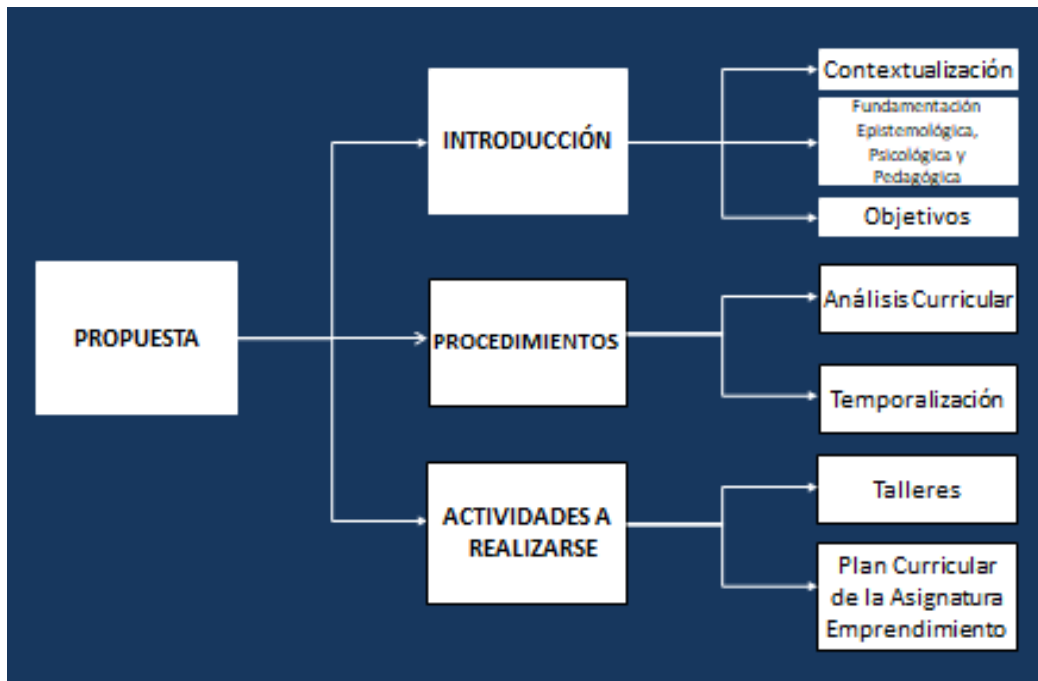 PROPUESTA
INTRODUCCIÓN
Contextualización
Fundamentación
Epistemológica,
Psicológica y
Pedagógica
Objetivos
PROCEDIMIENTOS
Análisis Curricular
Temporalización
ACTIVIDADES A
REALIZARSE
Talleres
Plan Curricular
de la Asignatura
Emprendimiento